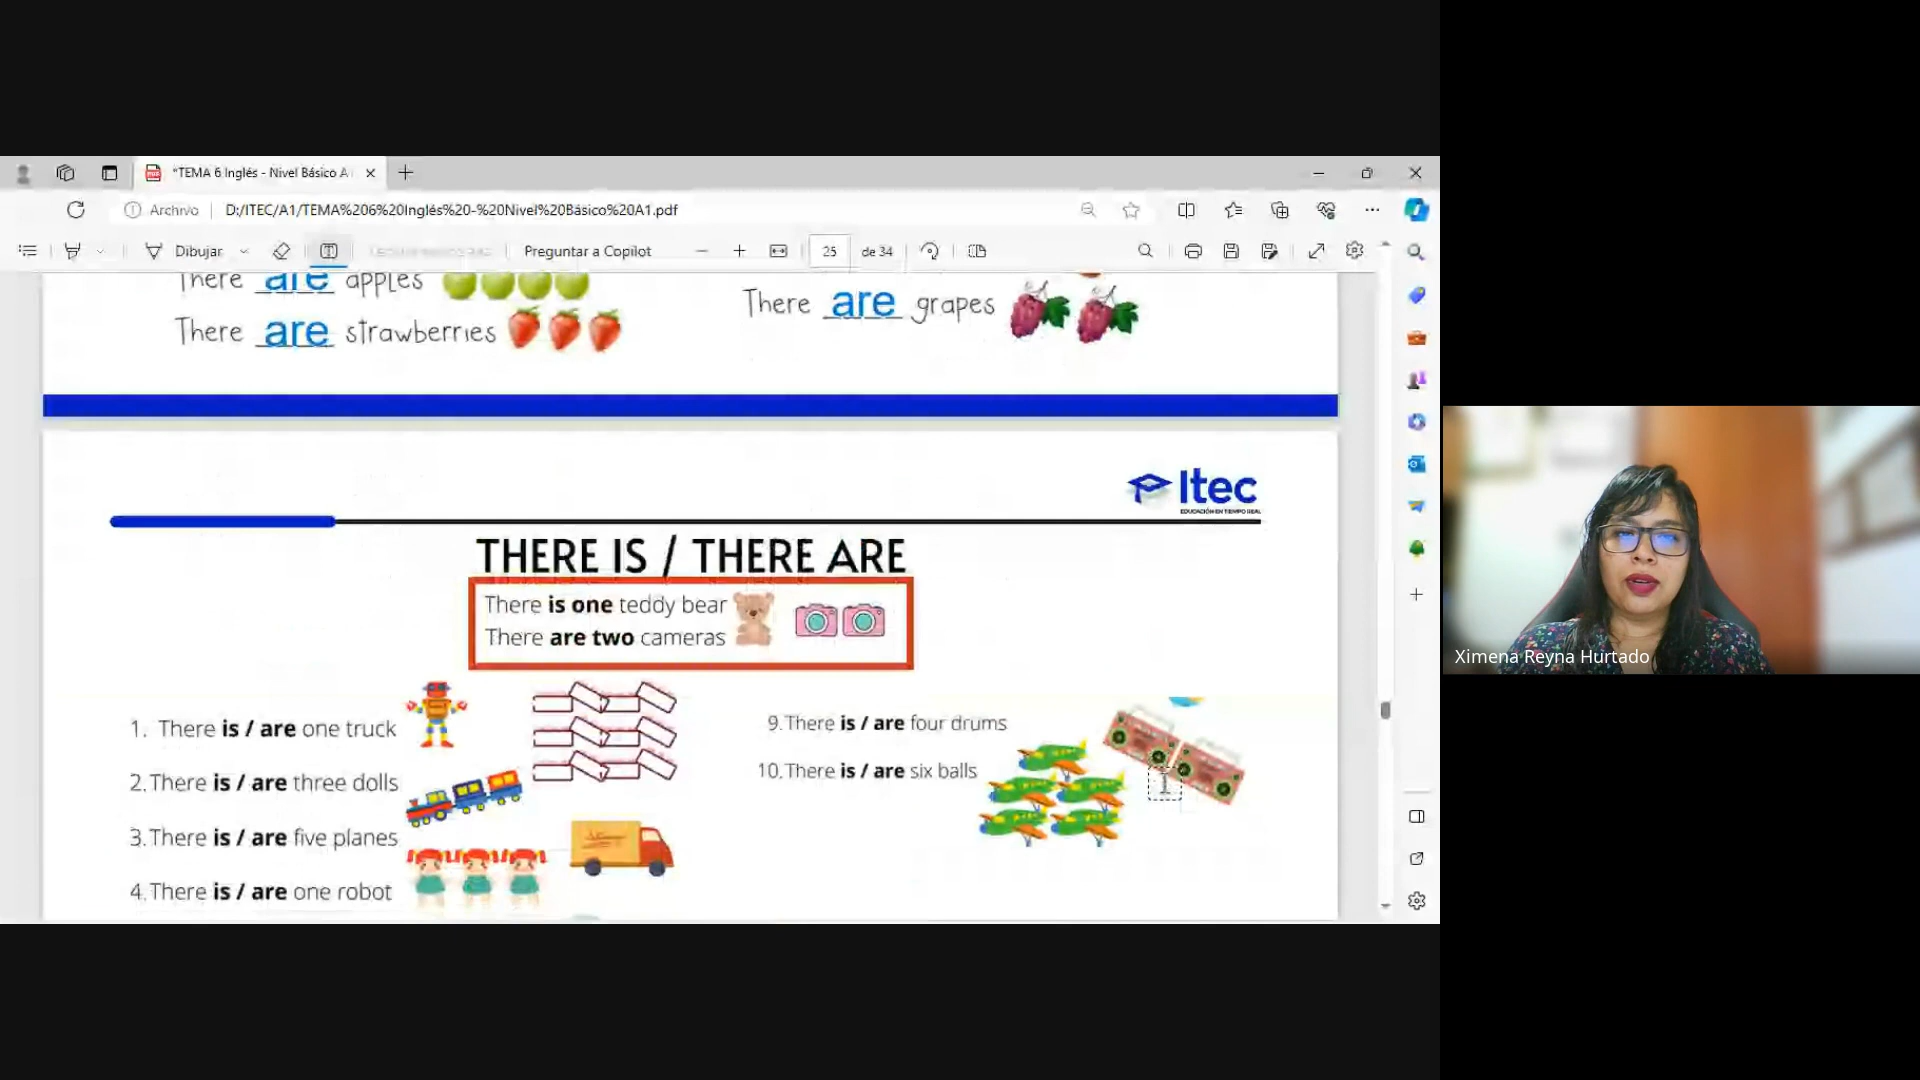 *TEMA 6 Inglés - Nivel Básico A
Archivo D:/ITEC/A1/TEMA%206%20Inglés%20-%20Nivel%20Básico%20A1.pdf
Dibujar Preguntar a Copilot 25 de 34
There are apples
There are strawberries
There are grapes
Itec
EDUCACIÓN EN TIEMPO REAL
THERE IS / THERE ARE
There is one teddy bear
There are two cameras
1. There is / are one truck
2. There is / are three dolls
3. There is / are five planes
4. There is / are one robot
9. There is / are four drums
10. There is / are six balls
Ximena Reyna Hurtado